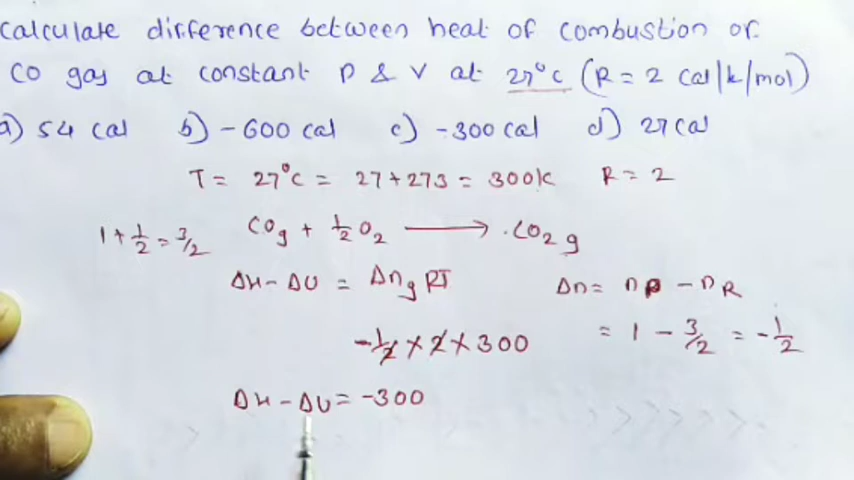 calculate difference between heat of combustion of
CO gas at constant P & V at 27°C (R = 2 Cal/k/mol)
a) 54 Cal b) -600 Cal c) -300 Cal d) 27 Cal
T = 27°C = 27+273 = 300K R = 2
1 + 1/2 = 3/2 COg + 1/2 O2 → CO2g
ΔH - ΔU = Δng RT Δn = nP - nR
-1/2 × 2 × 300 = 1 - 3/2 = -1/2
ΔH - ΔU = -300